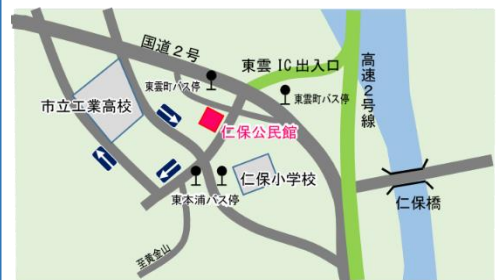 国道２号
東雲 IC 出入口
高速２号線
東雲町バス停
東雲町バス停
市立工業高校
仁保公民館
仁保小学校
仁保橋
東本浦バス停
至黄金山